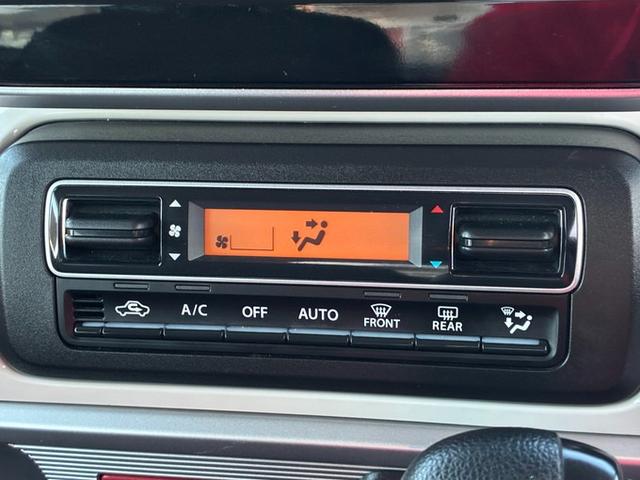 A/C OFF AUTO FRONT REAR